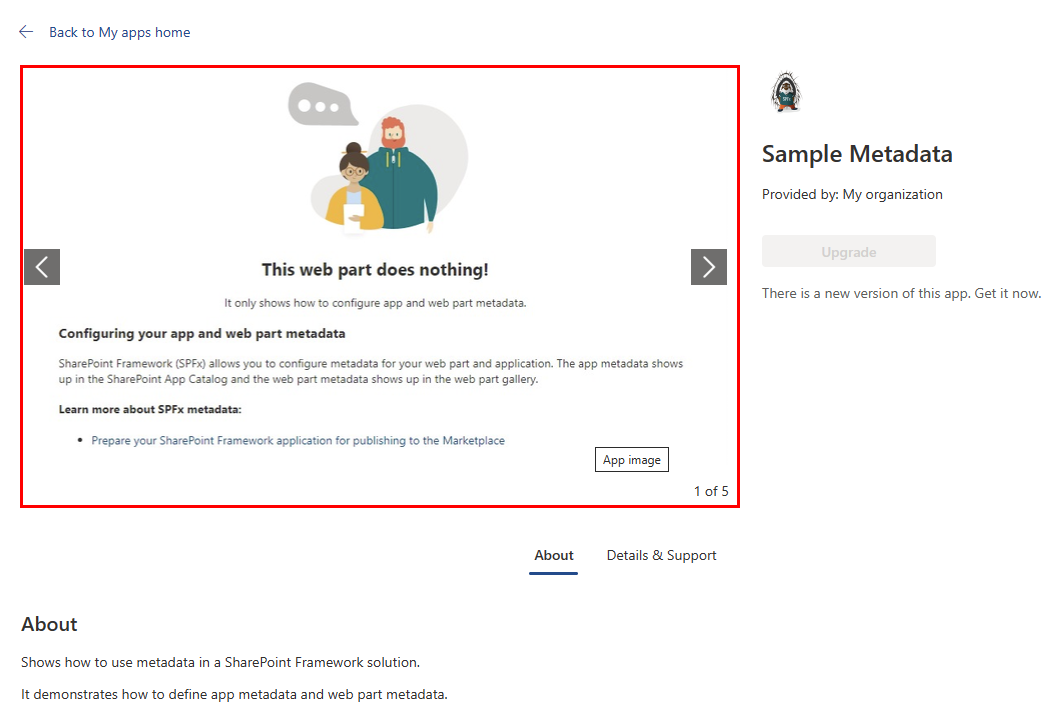 Back to My apps home
This web part does nothing!
It only shows how to configure app and web part metadata.
Configuring your app and web part metadata
SharePoint Framework (SPFx) allows you to configure metadata for your web part and application. The app metadata shows
up in the SharePoint App Catalog and the web part metadata shows up in the web part gallery.
Learn more about SPFx metadata:
• Prepare your SharePoint Framework application for publishing to the Marketplace
App image
1 of 5
Sample Metadata
Provided by: My organization
Upgrade
There is a new version of this app. Get it now.
About
Details & Support
About
Shows how to use metadata in a SharePoint Framework solution.
It demonstrates how to define app metadata and web part metadata.